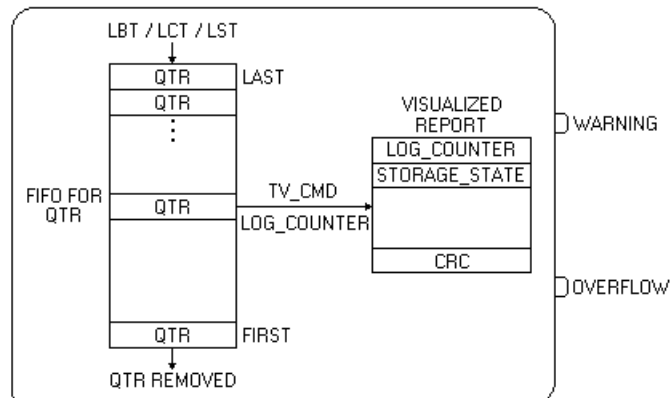 LBT / LCT / LST
QTR LAST
QTR
VISUALIZED
REPORT
WARNING
LOG_COUNTER
STORAGE_STATE
FIFO FOR
QTR
QTR
TV_CMD
LOG_COUNTER
CRC
OVERFLOW
QTR FIRST
QTR REMOVED